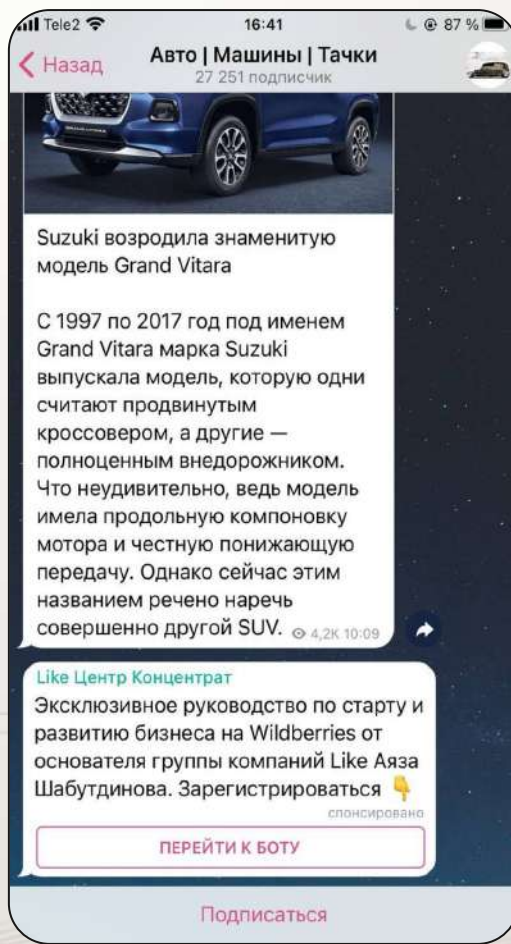 Tele2
16:41
87 %
Назад
Авто | Машины | Тачки
27 251 подписчик
Suzuki возродила знаменитую
модель Grand Vitara
С 1997 по 2017 год под именем
Grand Vitara марка Suzuki
выпускала модель, которую одни
считают продвинутым
кроссовером, а другие —
полноценным внедорожником.
Что неудивительно, ведь модель
имела продольную компоновку
мотора и честную понижающую
передачу. Однако сейчас этим
названием речено наречь
совершенно другой SUV.
4,2K 10:09
Like Центр Концентрат
Эксклюзивное руководство по старту и
развитию бизнеса на Wildberries от
основателя группы компаний Like Аяза
Шабутдинова. Зарегистрироваться 👇
спонсировано
ПЕРЕЙТИ К БОТУ
Подписаться